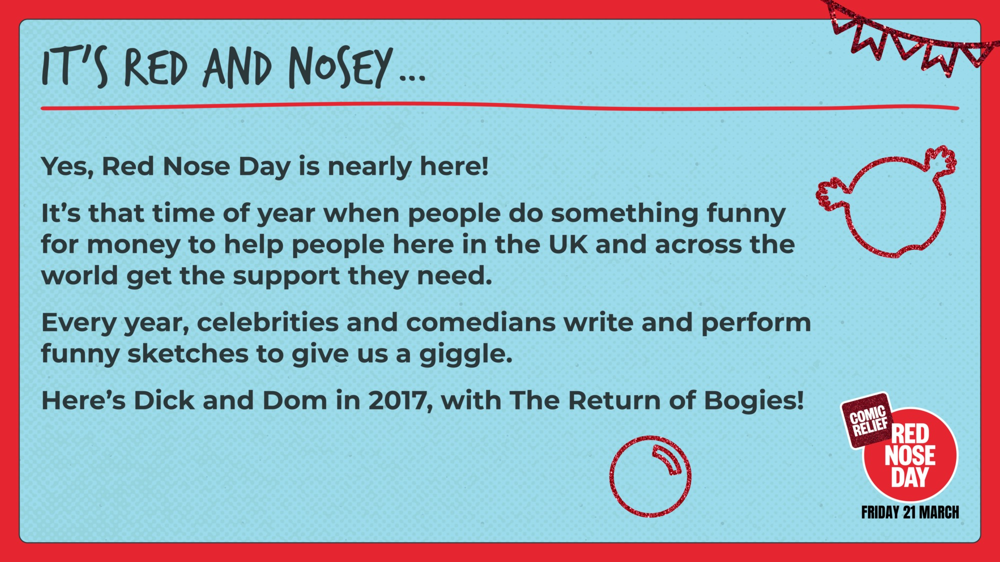 IT'S RED AND NOSEY...
Yes, Red Nose Day is nearly here!
It's that time of year when people do something funny
for money to help people here in the UK and across the
world get the support they need.
Every year, celebrities and comedians write and perform
funny sketches to give us a giggle.
Here's Dick and Dom in 2017, with The Return of Bogies!
COMIC
RELIEF
RED
NOSE
DAY
FRIDAY 21 MARCH